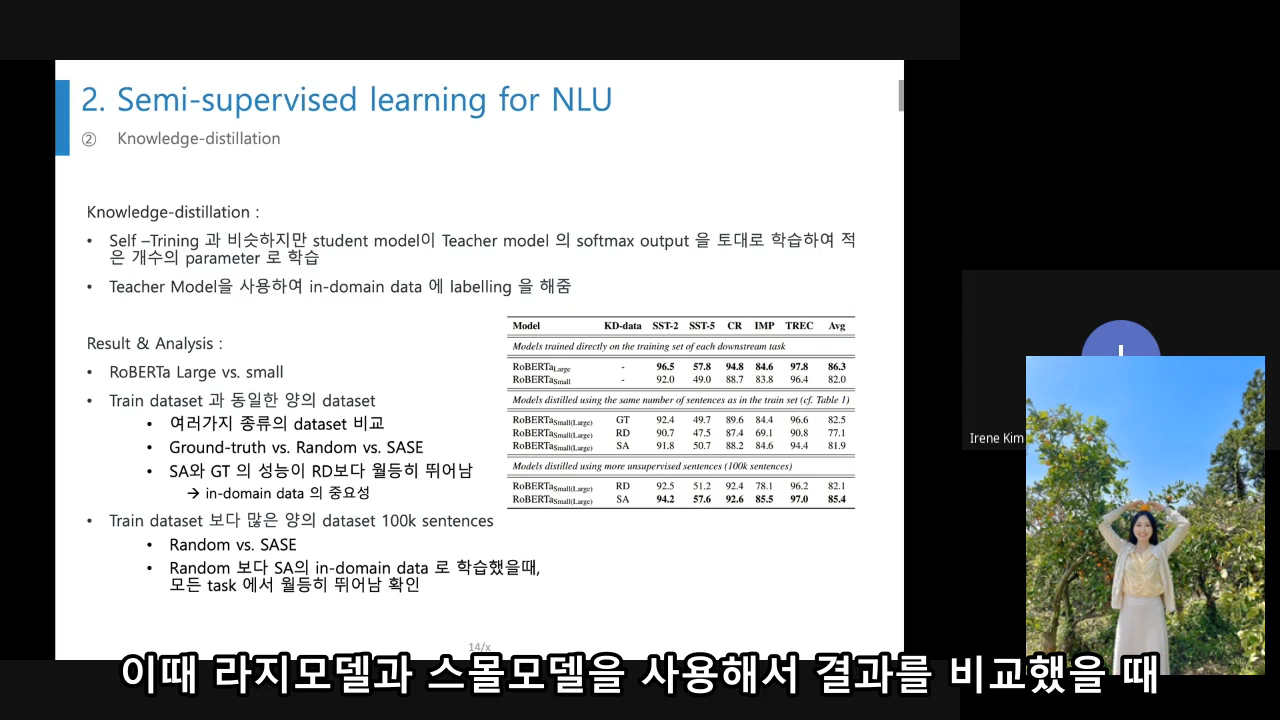 2. Semi-supervised learning for NLU
② Knowledge-distillation
Knowledge-distillation :
• Self –Trining 과 비슷하지만 student model이 Teacher model 의 softmax output 을 토대로 학습하여 적
은 개수의 parameter 로 학습
• Teacher Model을 사용하여 in-domain data 에 labelling 을 해줌
Result & Analysis :
• RoBERTa Large vs. small
• Train dataset 과 동일한 양의 dataset
• 여러가지 종류의 dataset 비교
• Ground-truth vs. Random vs. SASE
• SA와 GT 의 성능이 RD보다 월등히 뛰어남
→ in-domain data 의 중요성
• Train dataset 보다 많은 양의 dataset 100k sentences
• Random vs. SASE
• Random 보다 SA의 in-domain data 로 학습했을때,
모든 task 에서 월등히 뛰어남 확인
Model KD-data SST-2 SST-5 CR IMP TREC Avg
Models trained directly on the training set of each downstream task
RoBERTaLarge - 96.5 57.8 94.8 84.6 97.8 86.3
RoBERTaSmall - 92.0 49.0 88.7 83.8 96.4 82.0
Models distilled using the same number of sentences as in the train set (cf. Table 1)
RoBERTaSmall(Large) GT 92.4 49.7 89.6 84.4 96.6 82.5
RoBERTaSmall(Large) RD 90.7 47.5 87.4 69.1 90.8 77.1
RoBERTaSmall(Large) SA 91.8 50.7 88.2 84.6 94.4 81.9
Models distilled using more unsupervised sentences (100k sentences)
RoBERTaSmall(Large) RD 92.5 51.2 92.4 78.1 96.2 82.1
RoBERTaSmall(Large) SA 94.2 57.6 92.6 85.5 97.0 85.4
14/x
Irene Kim
이때 라지모델과 스몰모델을 사용해서 결과를 비교했을 때